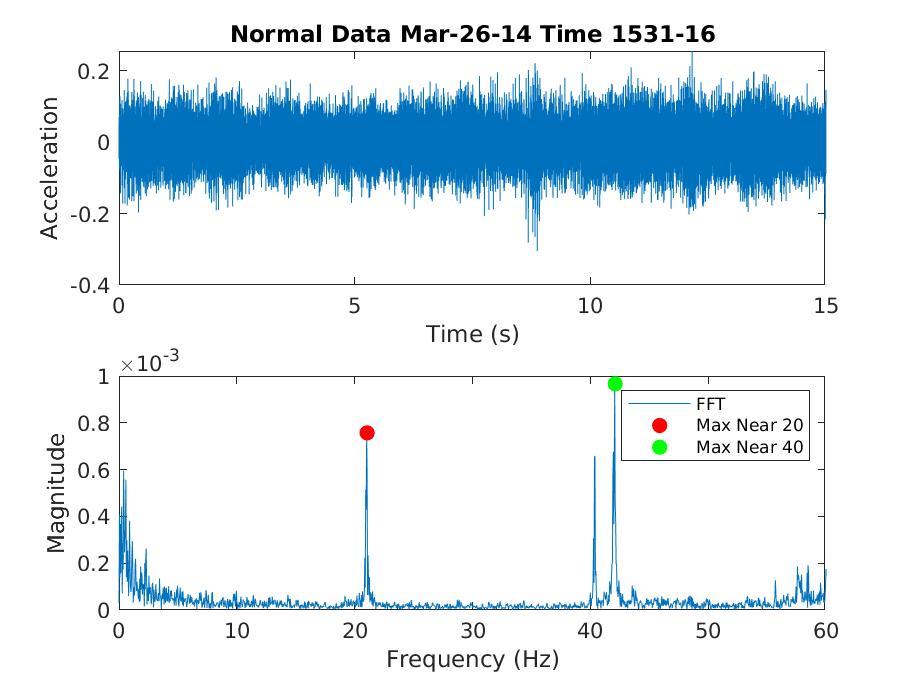 Normal Data Mar-26-14 Time 1531-16
0.2
0
-0.2
-0.4
Acceleration
0 5 10 15
Time (s)
×10-3
1
0.8
0.6
0.4
0.2
0
Magnitude
FFT
Max Near 20
Max Near 40
0 10 20 30 40 50 60
Frequency (Hz)